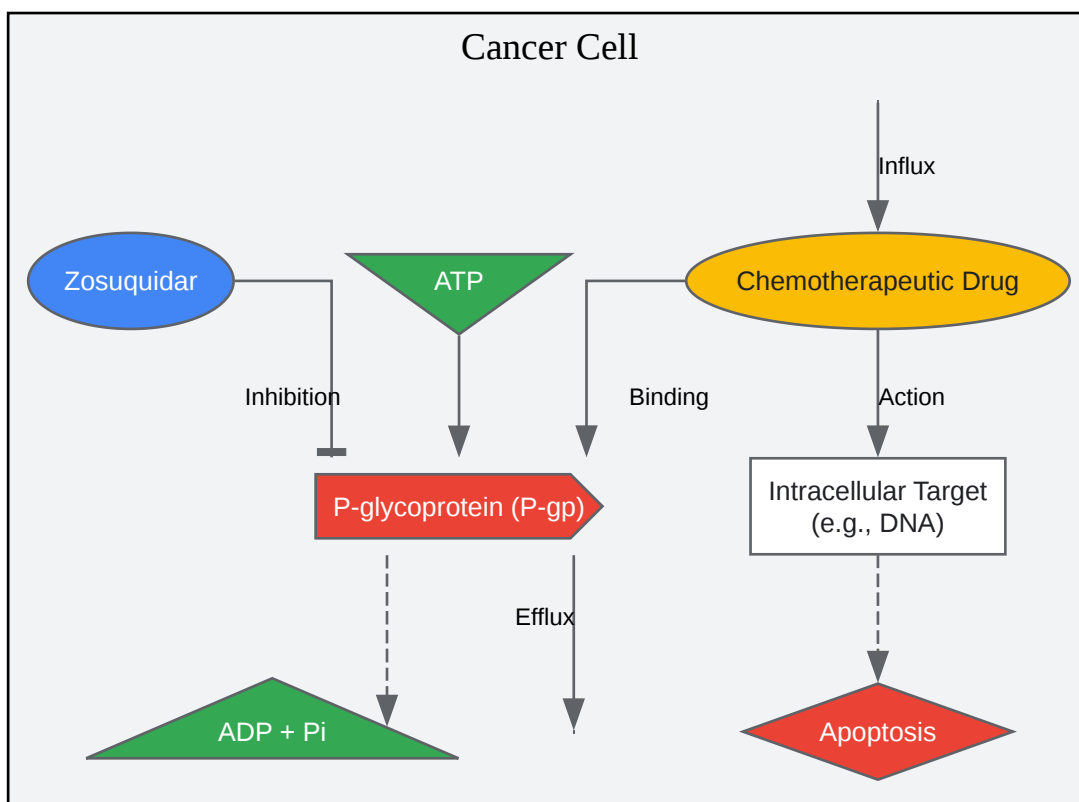 Cancer Cell
Influx
Zosuquidar
ATP
Chemotherapeutic Drug
Inhibition
Binding
Action
P-glycoprotein (P-gp)
Intracellular Target
(e.g., DNA)
Efflux
ADP + Pi
Apoptosis